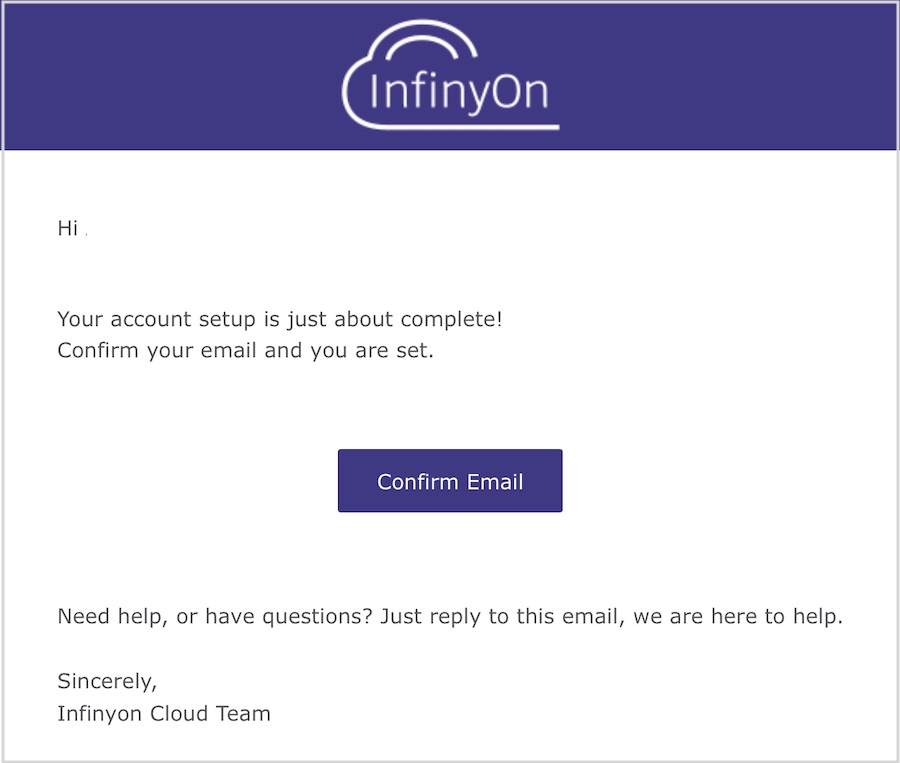 InfinyOn
Hi
Your account setup is just about complete!
Confirm your email and you are set.
Confirm Email
Need help, or have questions? Just reply to this email, we are here to help.
Sincerely,
Infinyon Cloud Team